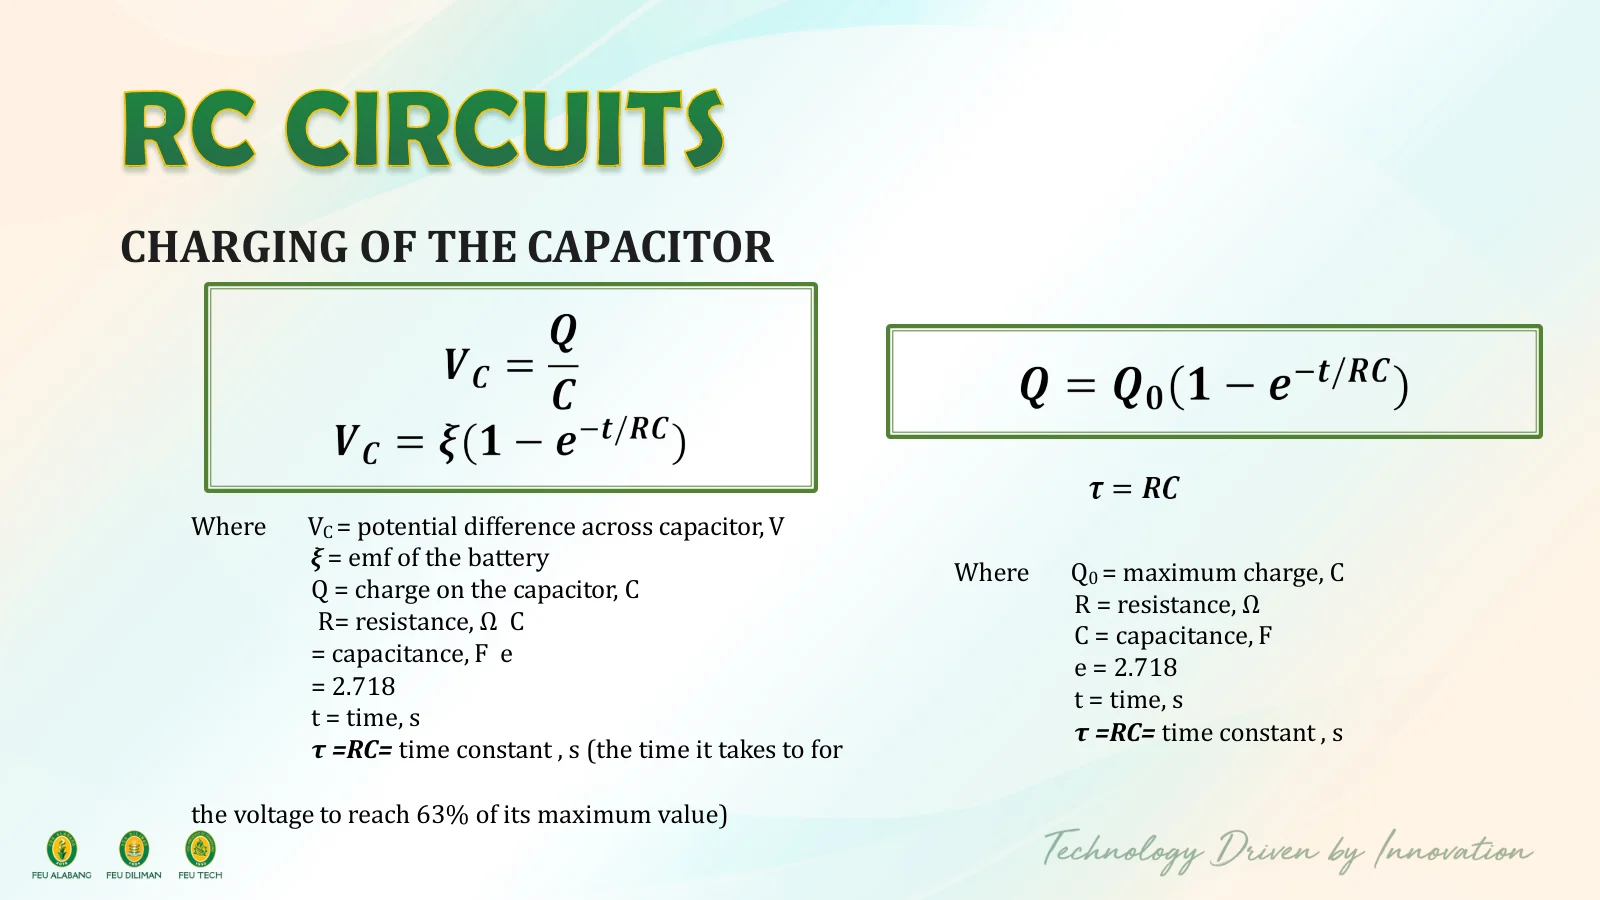 RC CIRCUITS
CHARGING OF THE CAPACITOR
V_C = Q/C
V_C = ξ(1 − e^{−t/RC})
Where V_C = potential difference across capacitor, V
ξ = emf of the battery
Q = charge on the capacitor, C
R= resistance, Ω C
= capacitance, F e
= 2.718
t = time, s
τ =RC= time constant , s (the time it takes to for
the voltage to reach 63% of its maximum value)
Q = Q_0(1 − e^{−t/RC})
τ = RC
Where Q_0 = maximum charge, C
R = resistance, Ω
C = capacitance, F
e = 2.718
t = time, s
τ =RC= time constant , s
FEU ALABANG FEU DILIMAN FEU TECH
Technology Driven by Innovation